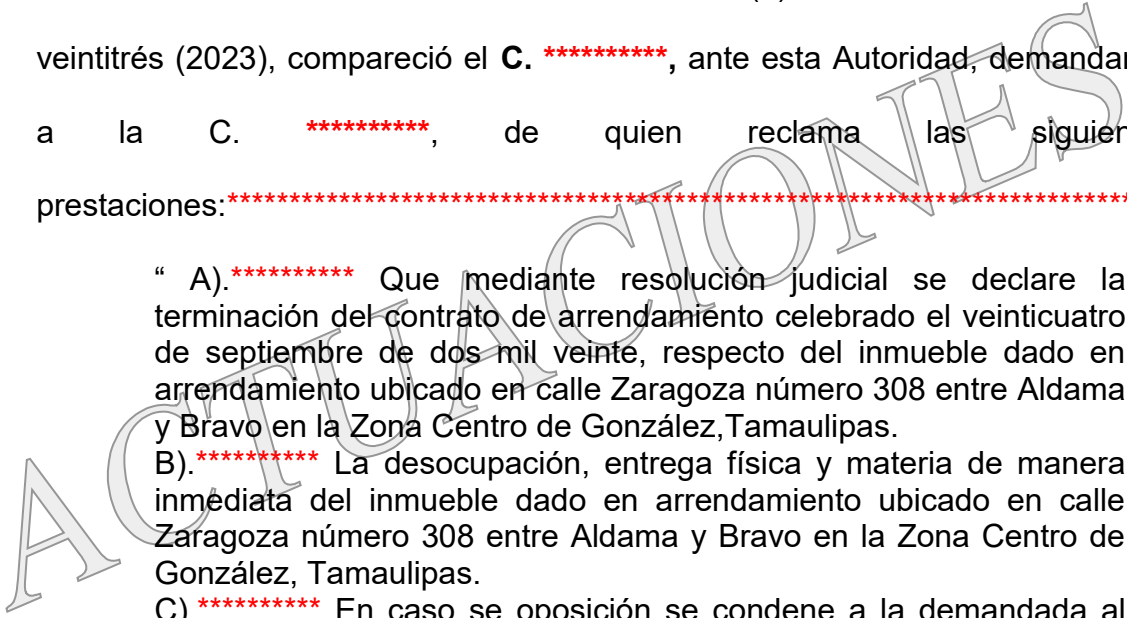 veintitrés (2023), compareció el C. **********, ante esta Autoridad,
a la C. **********, de quien reclama las
prestaciones:*************************************************************************
“ A).********** Que mediante resolución judicial se declare la
terminación del contrato de arrendamiento celebrado el veinticuatro
de septiembre de dos mil veinte, respecto del inmueble dado en
arrendamiento ubicado en calle Zaragoza número 308 entre Aldama
y Bravo en la Zona Centro de González,Tamaulipas.
B).********** La desocupación, entrega física y materia de manera
inmediata del inmueble dado en arrendamiento ubicado en calle
Zaragoza número 308 entre Aldama y Bravo en la Zona Centro de
González, Tamaulipas.
C).********** En caso se oposición se condene a la demandada al
ACTUACIONES